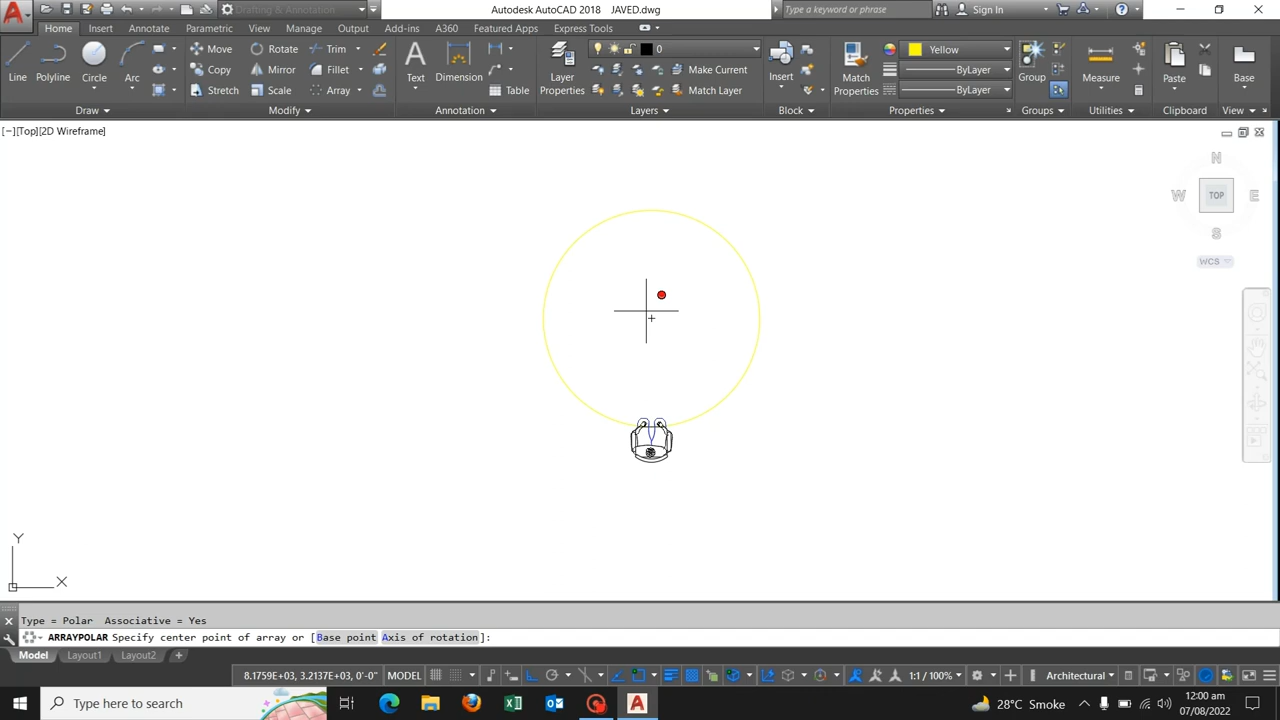 Drafting & Annotation
Autodesk AutoCAD 2018 JAVED.dwg
Type a keyword or phrase
Sign In
Home Insert Annotate Parametric View Manage Output Add-ins A360 Featured Apps Express Tools
Line Polyline Circle Arc
Move Rotate Trim
Copy Mirror Fillet
Stretch Scale Array
Text Dimension Table
Layer Properties
0
Make Current
Match Layer
Insert
Match Properties
Yellow
ByLayer
ByLayer
Group
Measure
Paste
Base
Draw Modify Annotation Layers Block Properties Groups Utilities Clipboard View
[−][Top][2D Wireframe]
N
W TOP E
S
WCS
Y
X
Type = Polar Associative = Yes
ARRAYPOLAR Specify center point of array or [Base point Axis of rotation]:
Model Layout1 Layout2 +
8.1759E+03, 3.2137E+03, 0'-0" MODEL 1:1 / 100% Architectural
Type here to search
28°C Smoke
12:00 am
07/08/2022